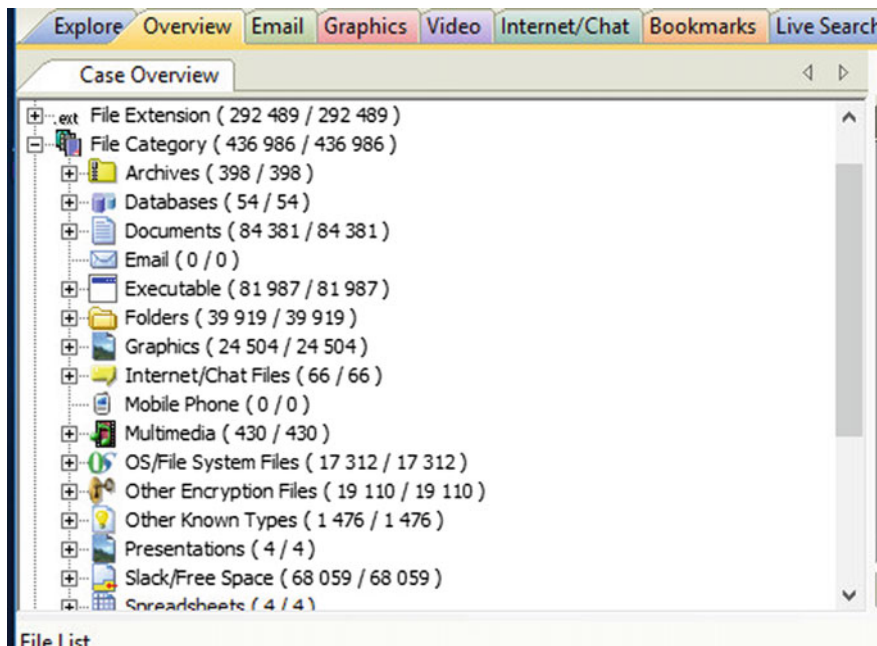 Explore Overview Email Graphics Video Internet/Chat Bookmarks Live Search
Case Overview
.ext File Extension ( 292 489 / 292 489 )
File Category ( 436 986 / 436 986 )
Archives ( 398 / 398 )
Databases ( 54 / 54 )
Documents ( 84 381 / 84 381 )
Email ( 0 / 0 )
Executable ( 81 987 / 81 987 )
Folders ( 39 919 / 39 919 )
Graphics ( 24 504 / 24 504 )
Internet/Chat Files ( 66 / 66 )
Mobile Phone ( 0 / 0 )
Multimedia ( 430 / 430 )
OS OS/File System Files ( 17 312 / 17 312 )
Other Encryption Files ( 19 110 / 19 110 )
Other Known Types ( 1 476 / 1 476 )
Presentations ( 4 / 4 )
Slack/Free Space ( 68 059 / 68 059 )
Spreadsheets ( 4 / 4 )
File List